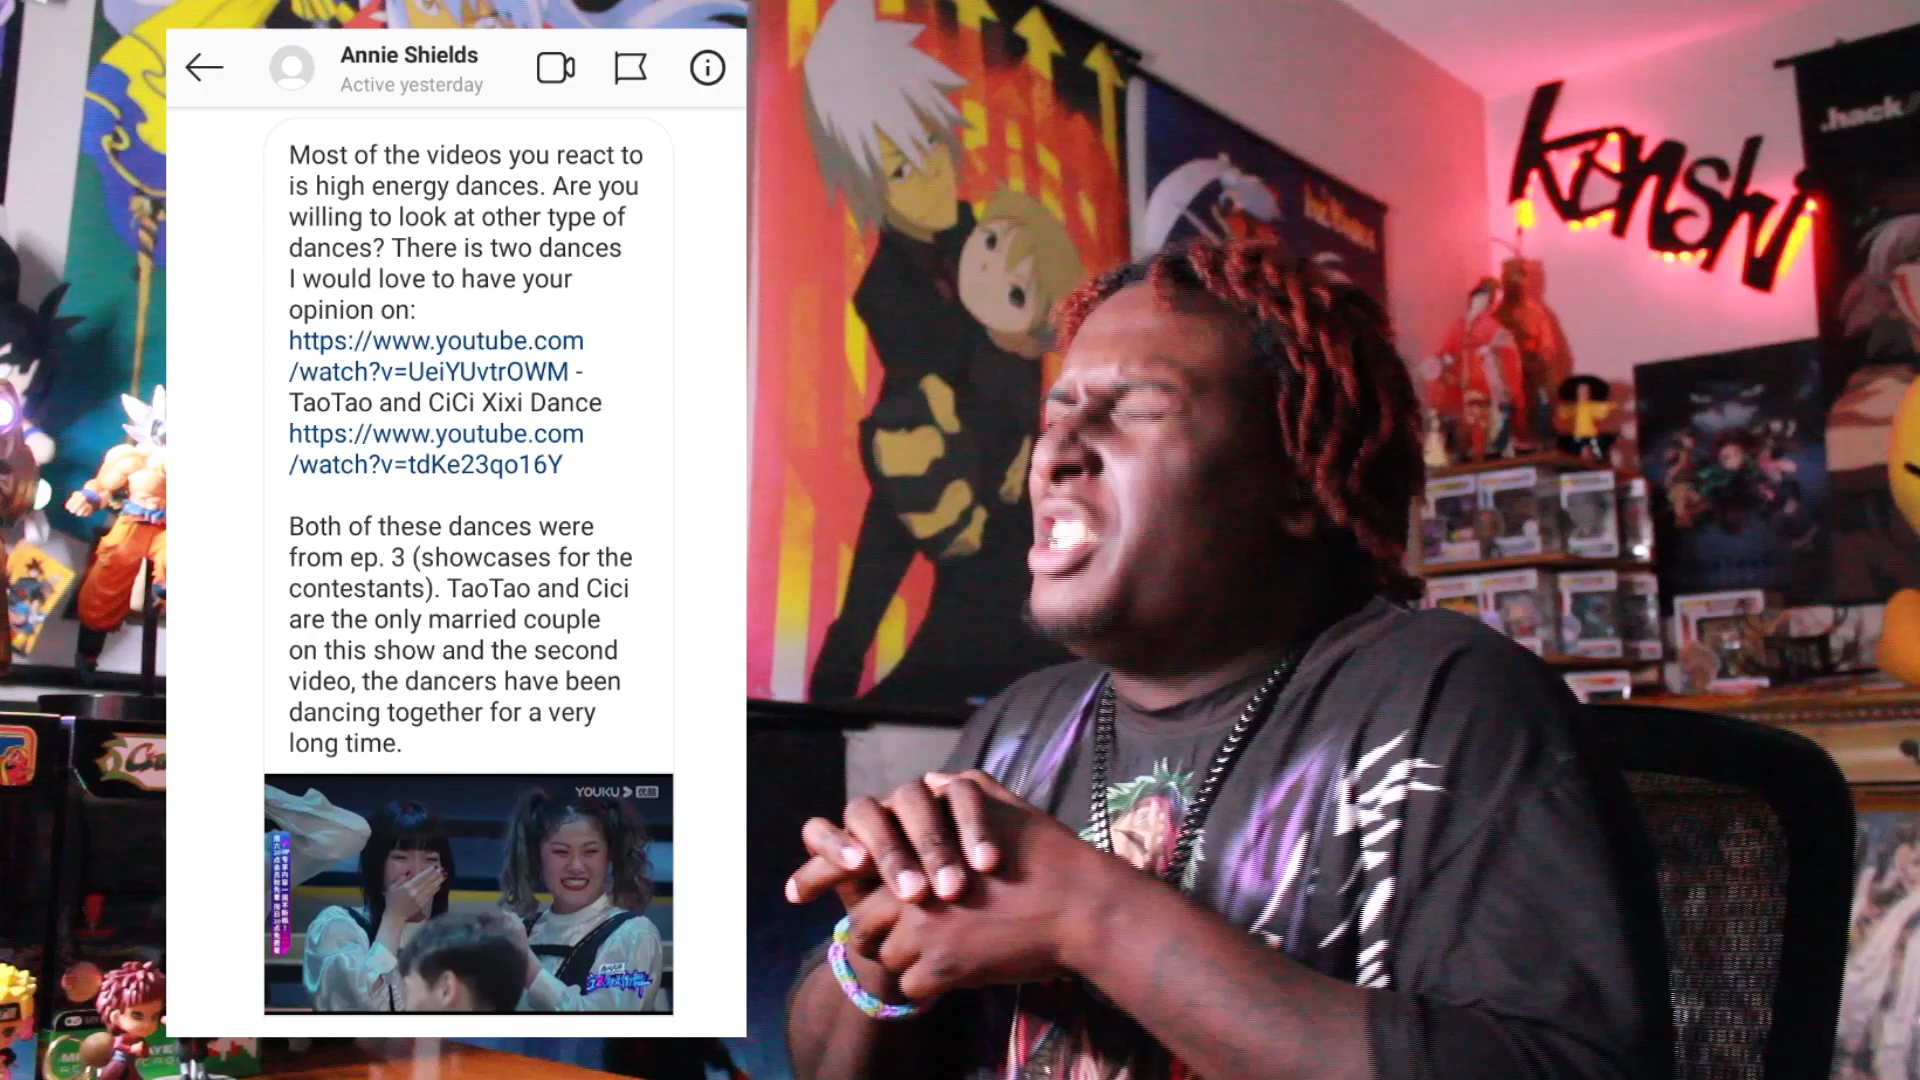 Annie Shields
Active yesterday
Most of the videos you react to
is high energy dances. Are you
willing to look at other type of
dances? There is two dances
I would love to have your
opinion on:
https://www.youtube.com
/watch?v=UeiYUvtrOWM -
TaoTao and CiCi Xixi Dance
https://www.youtube.com
/watch?v=tdKe23qo16Y
Both of these dances were
from ep. 3 (showcases for the
contestants). TaoTao and Cici
are the only married couple
on this show and the second
video, the dancers have been
dancing together for a very
long time.
YOUKU 优酷
kenshi
.hack//